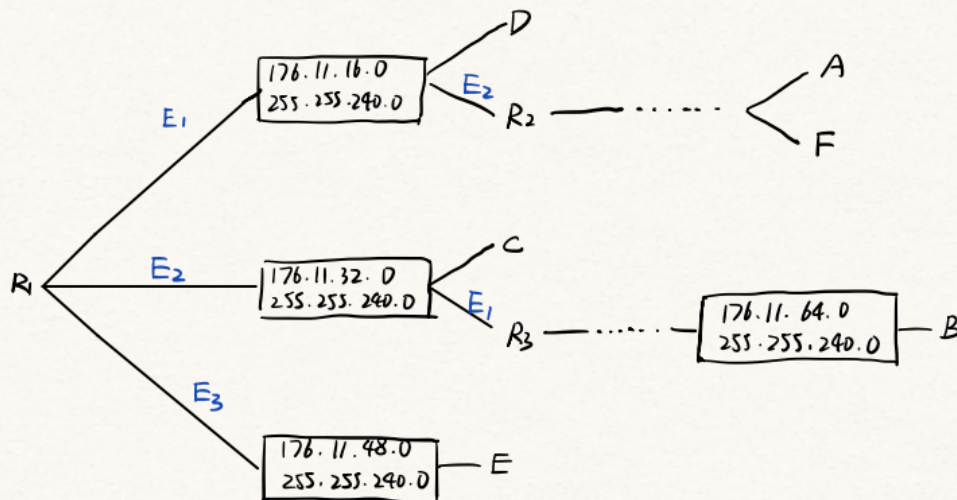 D
176.11.16.0
255.255.240.0
E₂
R₂
A
F
E₁
R₁
E₂
176.11.32.0
255.255.240.0
C
E₁
R₃
176.11.64.0
255.255.240.0
B
E₃
176.11.48.0
255.255.240.0
E